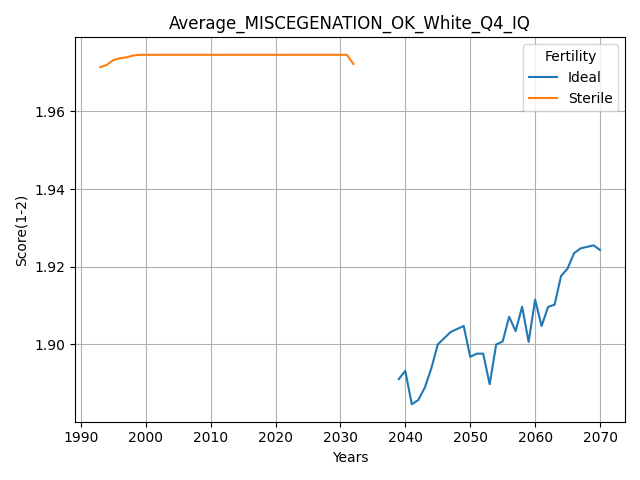 Average_MISCEGENATION_OK_White_Q4_IQ
Fertility
Ideal
Sterile
1.96
1.94
1.92
1.90
Score(1-2)
1990 2000 2010 2020 2030 2040 2050 2060 2070
Years